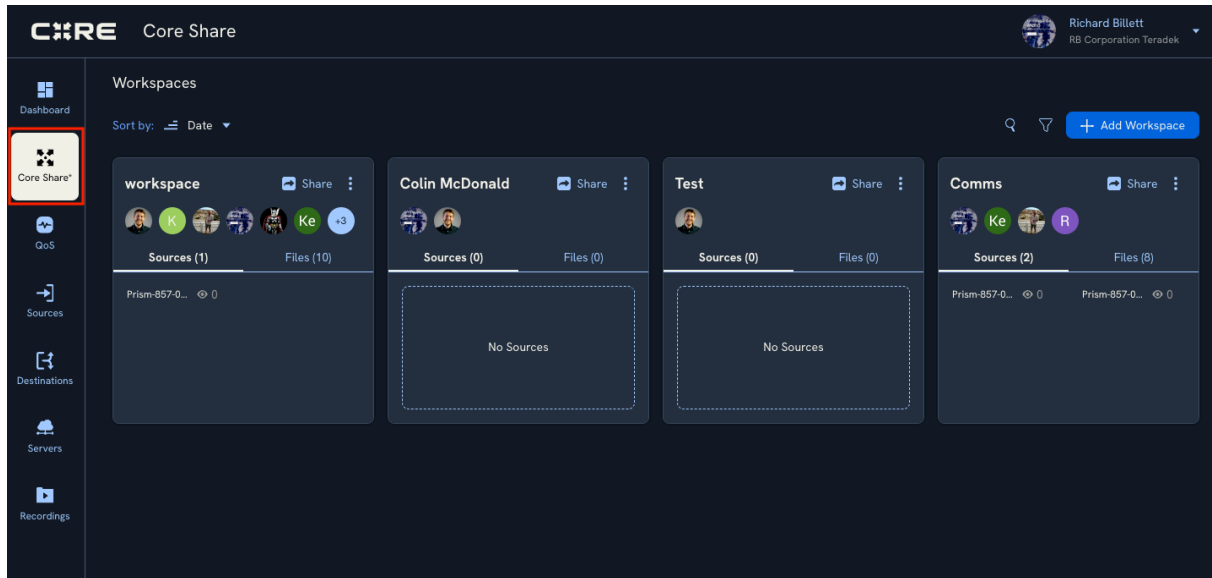 CORE Core Share
Richard Billett
RB Corporation Teradek
Dashboard
Core Share*
QoS
Sources
Destinations
Servers
Recordings
Workspaces
Sort by: Date
+ Add Workspace
workspace Share
K Ke +3
Sources (1) Files (10)
Prism-857-0... 0
Colin McDonald Share
Sources (0) Files (0)
No Sources
Test Share
Sources (0) Files (0)
No Sources
Comms Share
Ke R
Sources (2) Files (8)
Prism-857-0... 0 Prism-857-0... 0